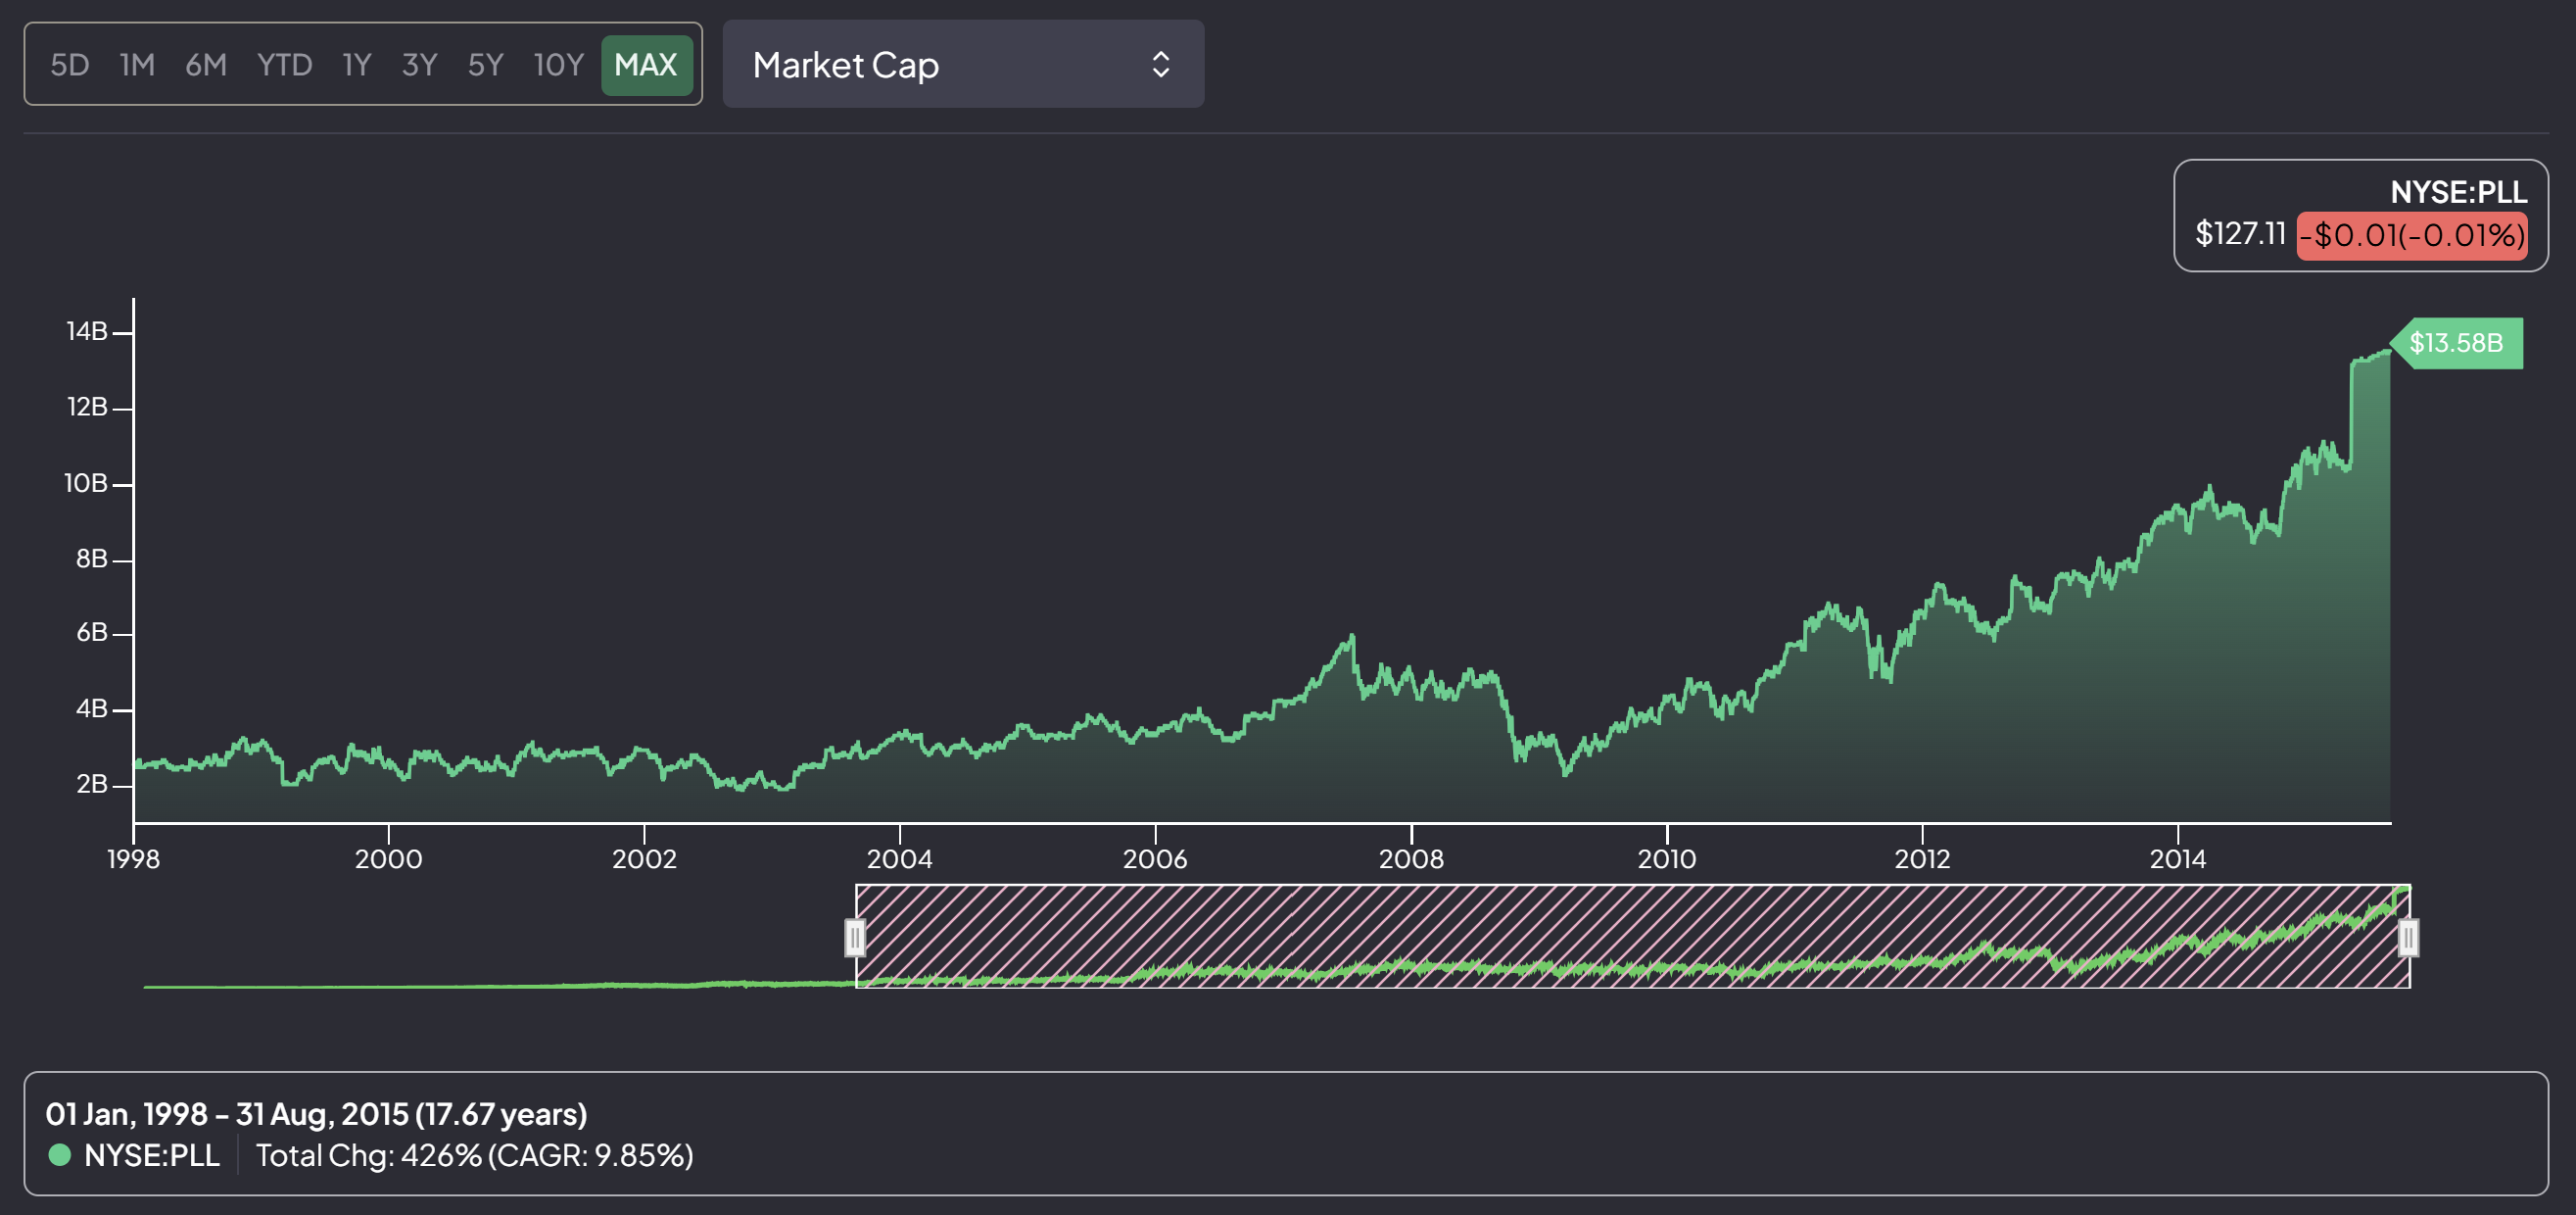 5D 1M 6M YTD 1Y 3Y 5Y 10Y MAX
Market Cap
NYSE:PLL
$127.11 -$0.01(-0.01%)
14B
$13.58B
12B
10B
8B
6B
4B
2B
1998 2000 2002 2004 2006 2008 2010 2012 2014
01 Jan, 1998 - 31 Aug, 2015 (17.67 years)
NYSE:PLL Total Chg: 426% (CAGR: 9.85%)